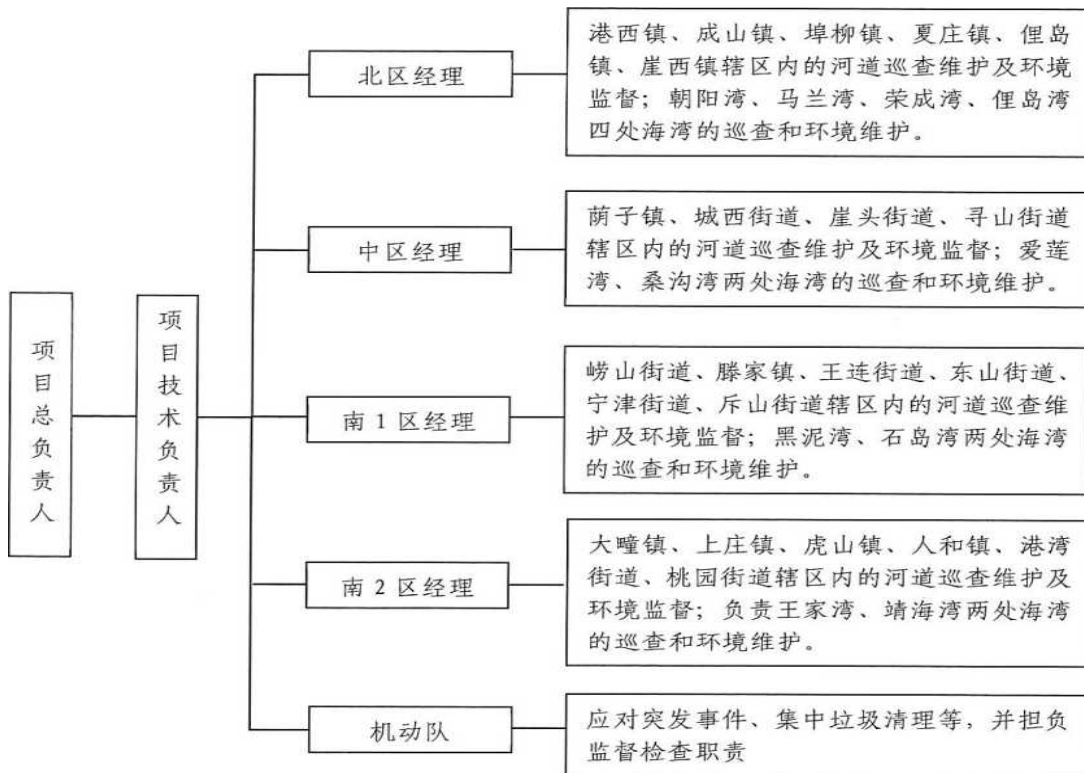 项目总负责人
项目技术负责人
北区经理
港西镇、成山镇、埠柳镇、夏庄镇、俚岛
镇、崖西镇辖区内的河道巡查维护及环境
监督；朝阳湾、马兰湾、荣成湾、俚岛湾
四处海湾的巡查和环境维护。
中区经理
荫子镇、城西街道、崖头街道、寻山街道
辖区内的河道巡查维护及环境监督；爱莲
湾、桑沟湾两处海湾的巡查和环境维护。
南1区经理
崂山街道、滕家镇、王连街道、东山街道、
宁津街道、斥山街道辖区内的河道巡查维
护及环境监督；黑泥湾、石岛湾两处海湾
的巡查和环境维护。
南2区经理
大疃镇、上庄镇、虎山镇、人和镇、港湾
街道、桃园街道辖区内的河道巡查维护及
环境监督；负责王家湾、靖海湾两处海湾
的巡查和环境维护。
机动队
应对突发事件、集中垃圾清理等，并担负
监督检查职责